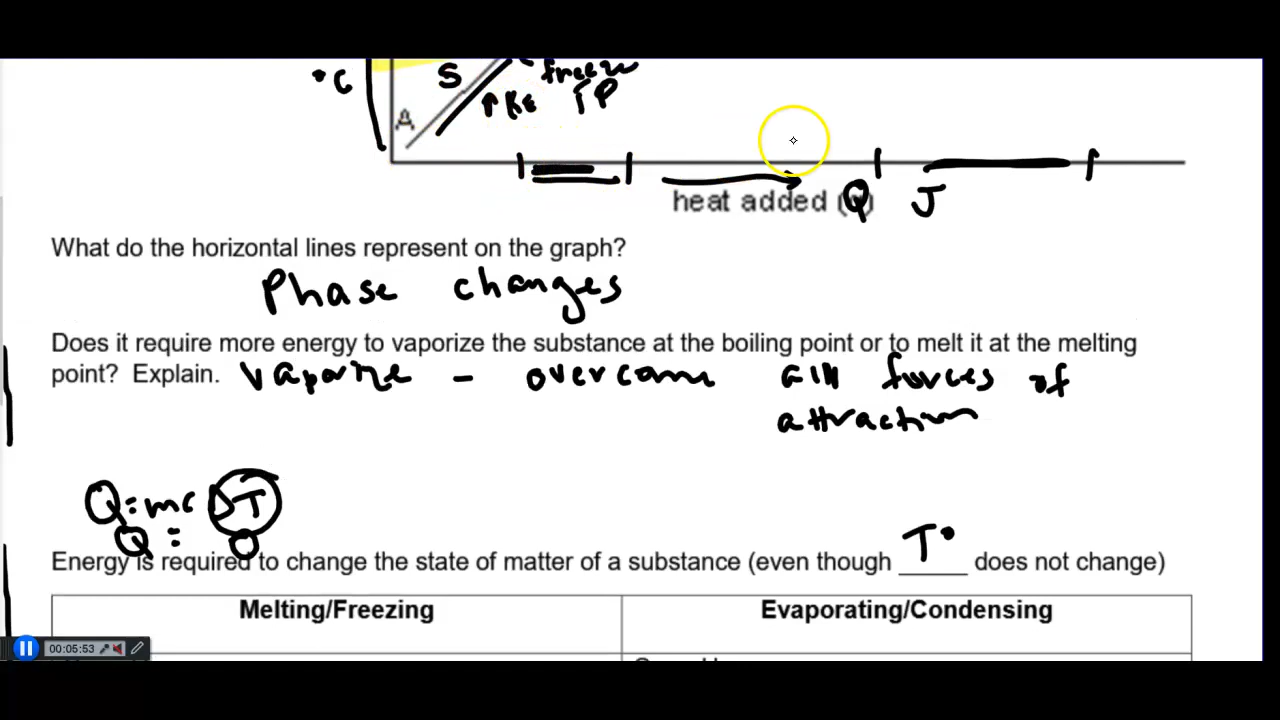 °C
S
freeze
↑ KE ↑P
A
heat added
Q J
What do the horizontal lines represent on the graph?
Phase changes
Does it require more energy to vaporize the substance at the boiling point or to melt it at the melting
point? Explain. vaporize - overcome all forces of
attraction
Q=mcΔT
Q = 0
T°
Energy is required to change the state of matter of a substance (even though _____ does not change)
Melting/Freezing Evaporating/Condensing
00:05:53